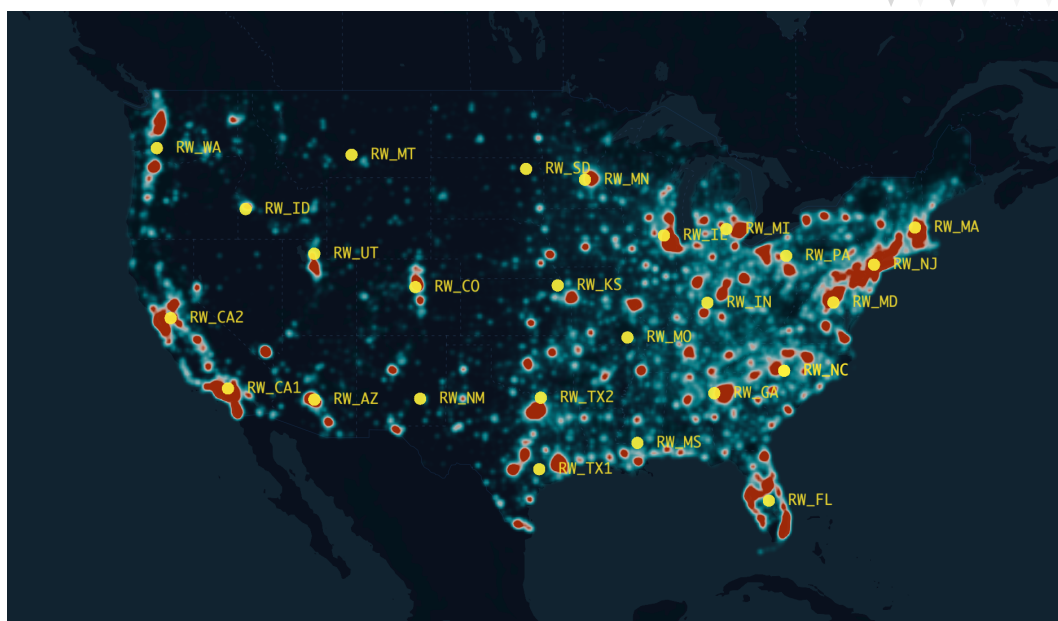 RW_WA
RW_MT
RW_SD
RW_MN
RW_ID
RW_IL
RW_MI
RW_MA
RW_UT
RW_PA
RW_NJ
RW_CO
RW_KS
RW_IN
RW_MD
RW_CA2
RW_MO
RW_NC
RW_CA1
RW_AZ
RW_NM
RW_TX2
RW_GA
RW_MS
RW_TX1
RW_FL